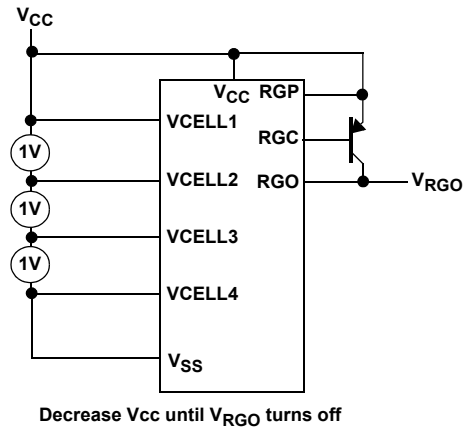 VCC
VCC RGP
VCELL1
RGC
1V
VCELL2
RGO
VRGO
1V
VCELL3
1V
VCELL4
VSS
Decrease Vcc until VRGO turns off